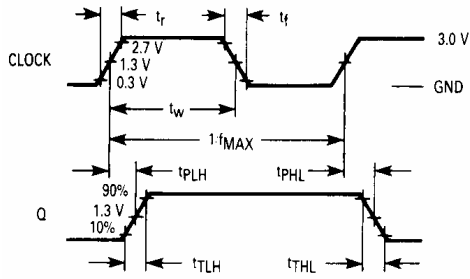 tr
tf
CLOCK
2.7 V
1.3 V
0.3 V
3.0 V
GND
tw
1/fMAX
tPLH
tPHL
Q
90%
1.3 V
10%
tTLH
tTHL